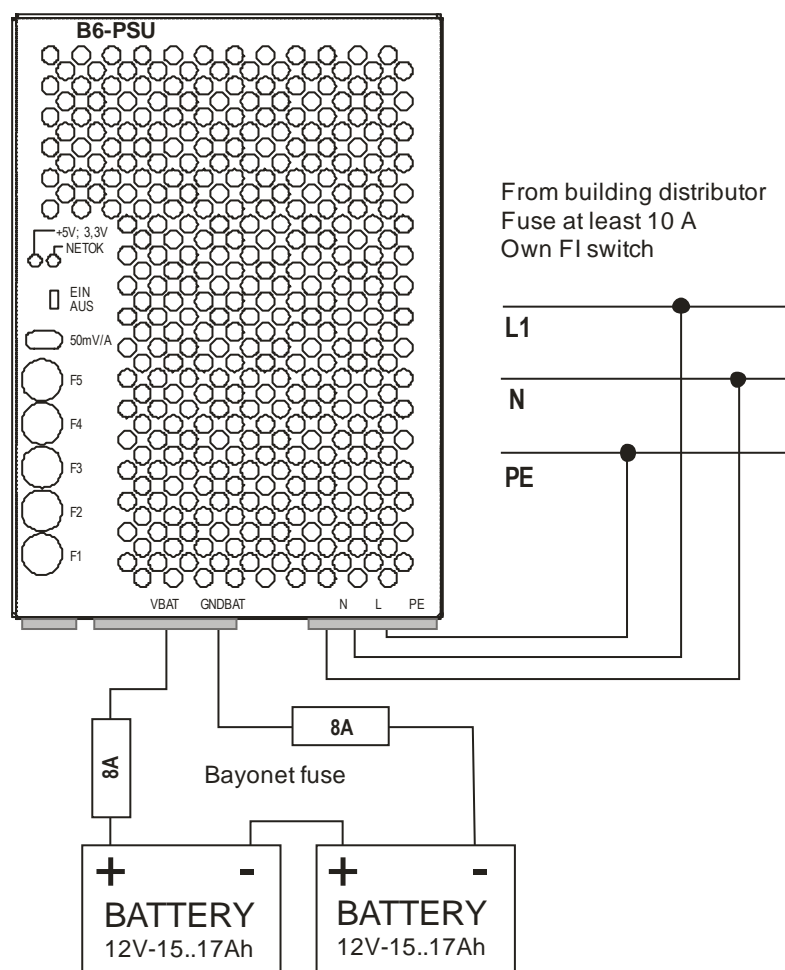 B6-PSU
From building distributor
Fuse at least 10 A
Own FI switch
+5V; 3,3V
NETOK
EIN
AUS
50mV/A
F5
F4
F3
F2
F1
L1
N
PE
VBAT GNDBAT N L PE
8A
8A
Bayonet fuse
+ - + -
BATTERY
12V-15..17Ah
BATTERY
12V-15..17Ah